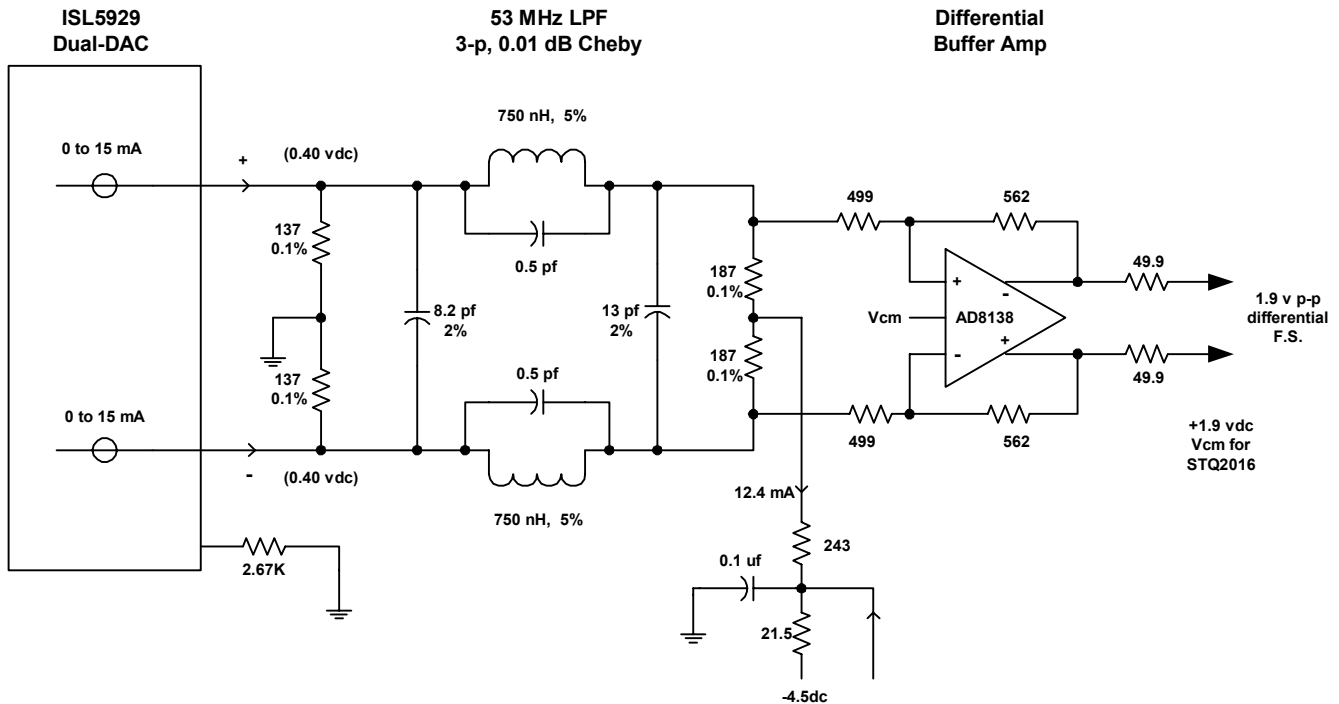 ISL5929
Dual-DAC
53 MHz LPF
3-p, 0.01 dB Cheby
Differential
Buffer Amp
750 nH, 5%
0 to 15 mA
+
(0.40 vdc)
499
562
137
0.1%
0.5 pf
187
0.1%
49.9
+
-
1.9 v p-p
differential
F.S.
8.2 pf
2%
13 pf
2%
Vcm
AD8138
+
-
187
0.1%
49.9
137
0.1%
0.5 pf
0 to 15 mA
499
562
+1.9 vdc
Vcm for
STQ2016
-
(0.40 vdc)
12.4 mA
750 nH, 5%
243
2.67K
0.1 uf
21.5
-4.5dc